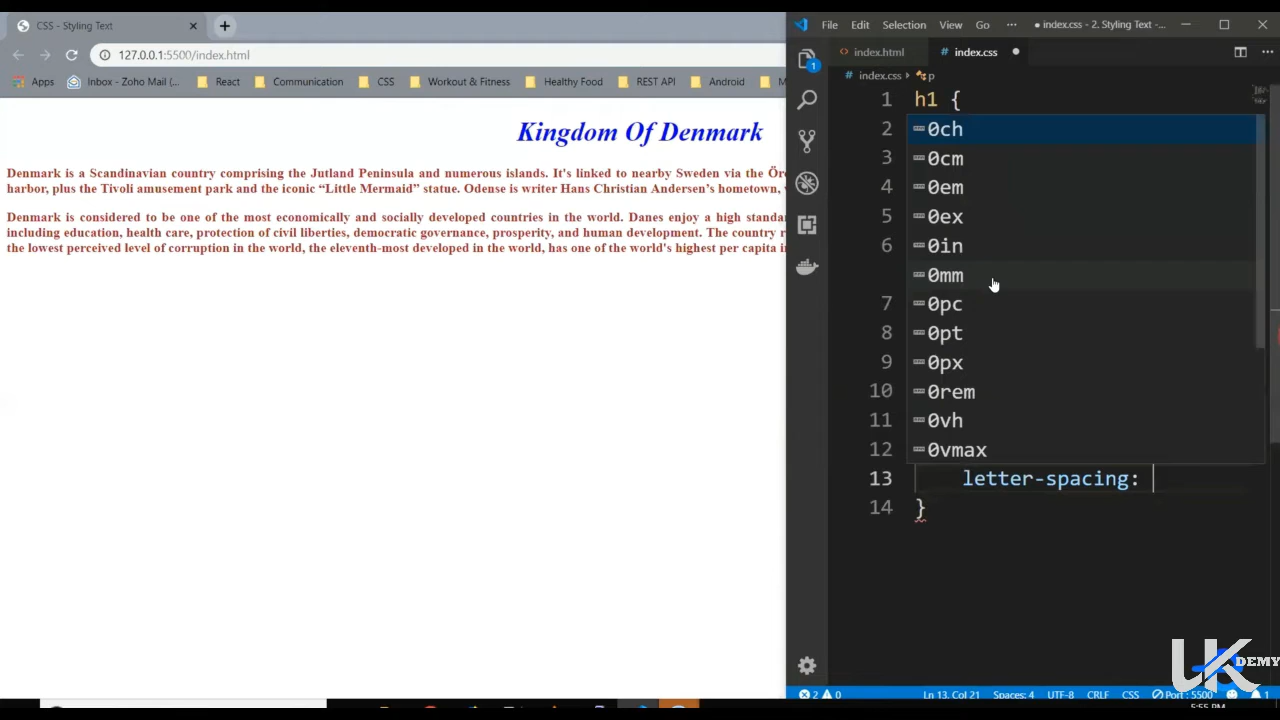 CSS - Styling Text
127.0.0.1:5500/index.html
Apps Inbox - Zoho Mail (... React Communication CSS Workout & Fitness Healthy Food REST API Android
Kingdom Of Denmark
Denmark is a Scandinavian country comprising the Jutland Peninsula and numerous islands. It's linked to nearby Sweden via the
harbor, plus the Tivoli amusement park and the iconic “Little Mermaid” statue. Odense is writer Hans Christian Andersen’s hometown,
Denmark is considered to be one of the most economically and socially developed countries in the world. Danes enjoy a high
including education, health care, protection of civil liberties, democratic governance, prosperity, and human development. The country
the lowest perceived level of corruption in the world, the eleventh-most developed in the world, has one of the world's highest per capita
File Edit Selection View Go ··· ● index.css - 2. Styling Text -...
index.html # index.css ●
# index.css › p
1 h1 {
2 0ch
3 0cm
4 0em
5 0ex
6 0in
0mm
7 0pc
8 0pt
9 0px
10 0rem
11 0vh
12 0vmax
13 letter-spacing:
14 }
1
UK
DEMY
2 0 Ln 13, Col 21 Spaces: 4 UTF-8 CRLF CSS Port : 5500 1
5:55 PM